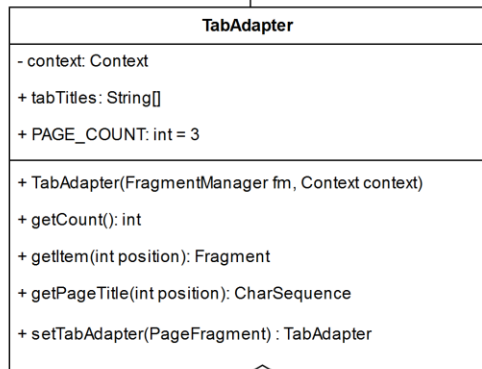 TabAdapter
- context: Context
+ tabTitles: String[]
+ PAGE_COUNT: int = 3
+ TabAdapter(FragmentManager fm, Context context)
+ getCount(): int
+ getItem(int position): Fragment
+ getPageTitle(int position): CharSequence
+ setTabAdapter(PageFragment) : TabAdapter